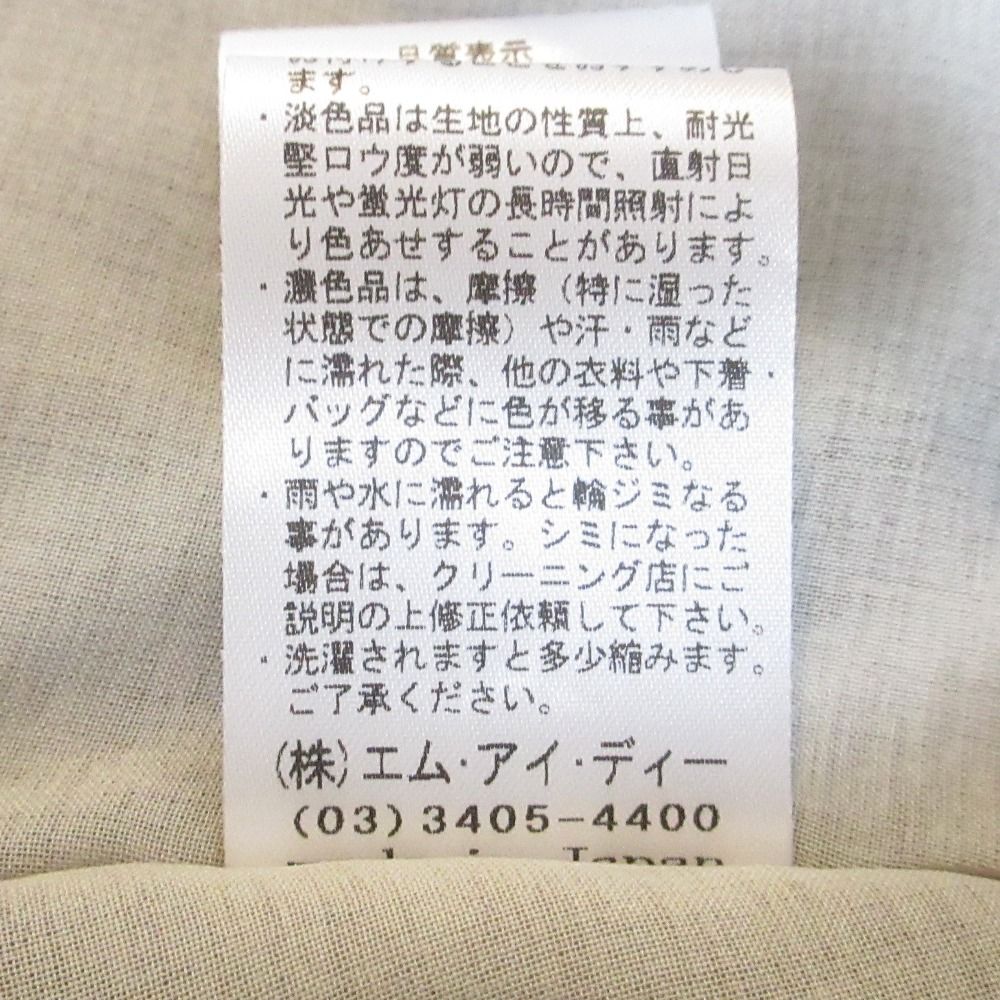 品質表示
ます。
・淡色品は生地の性質上、耐光
堅ロウ度が弱いので、直射日
光や蛍光灯の長時間照射によ
り色あせすることがあります。
・濃色品は、摩擦（特に湿った
状態での摩擦）や汗・雨など
に濡れた際、他の衣料や下着・
バッグなどに色が移る事があ
りますのでご注意下さい。
・雨や水に濡れると輪ジミなる
事があります。シミになった
場合は、クリーニング店にご
説明の上修正依頼して下さい。
・洗濯されますと多少縮みます。
ご了承ください。
(株)エム・アイ・ディー
(03)3405-4400
made in Japan